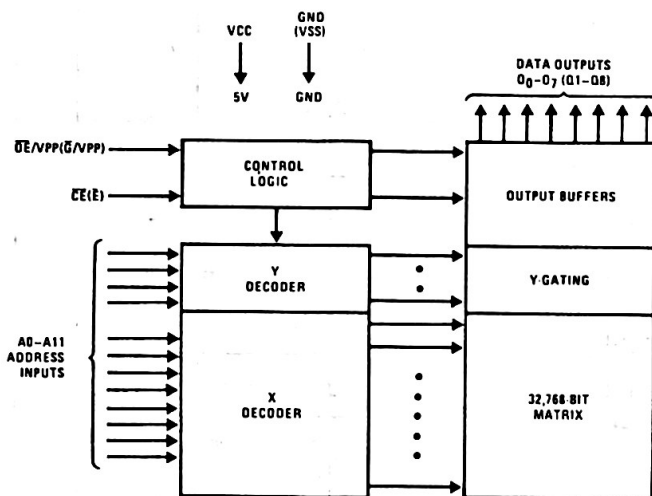 VCC
GND
(VSS)
5V
GND
DATA OUTPUTS
O0-O7 (Q1-Q8)
OE/VPP(G/VPP)
CE(E)
CONTROL
LOGIC
OUTPUT BUFFERS
Y
DECODER
Y-GATING
A0-A11
ADDRESS
INPUTS
X
DECODER
32,768-BIT
MATRIX